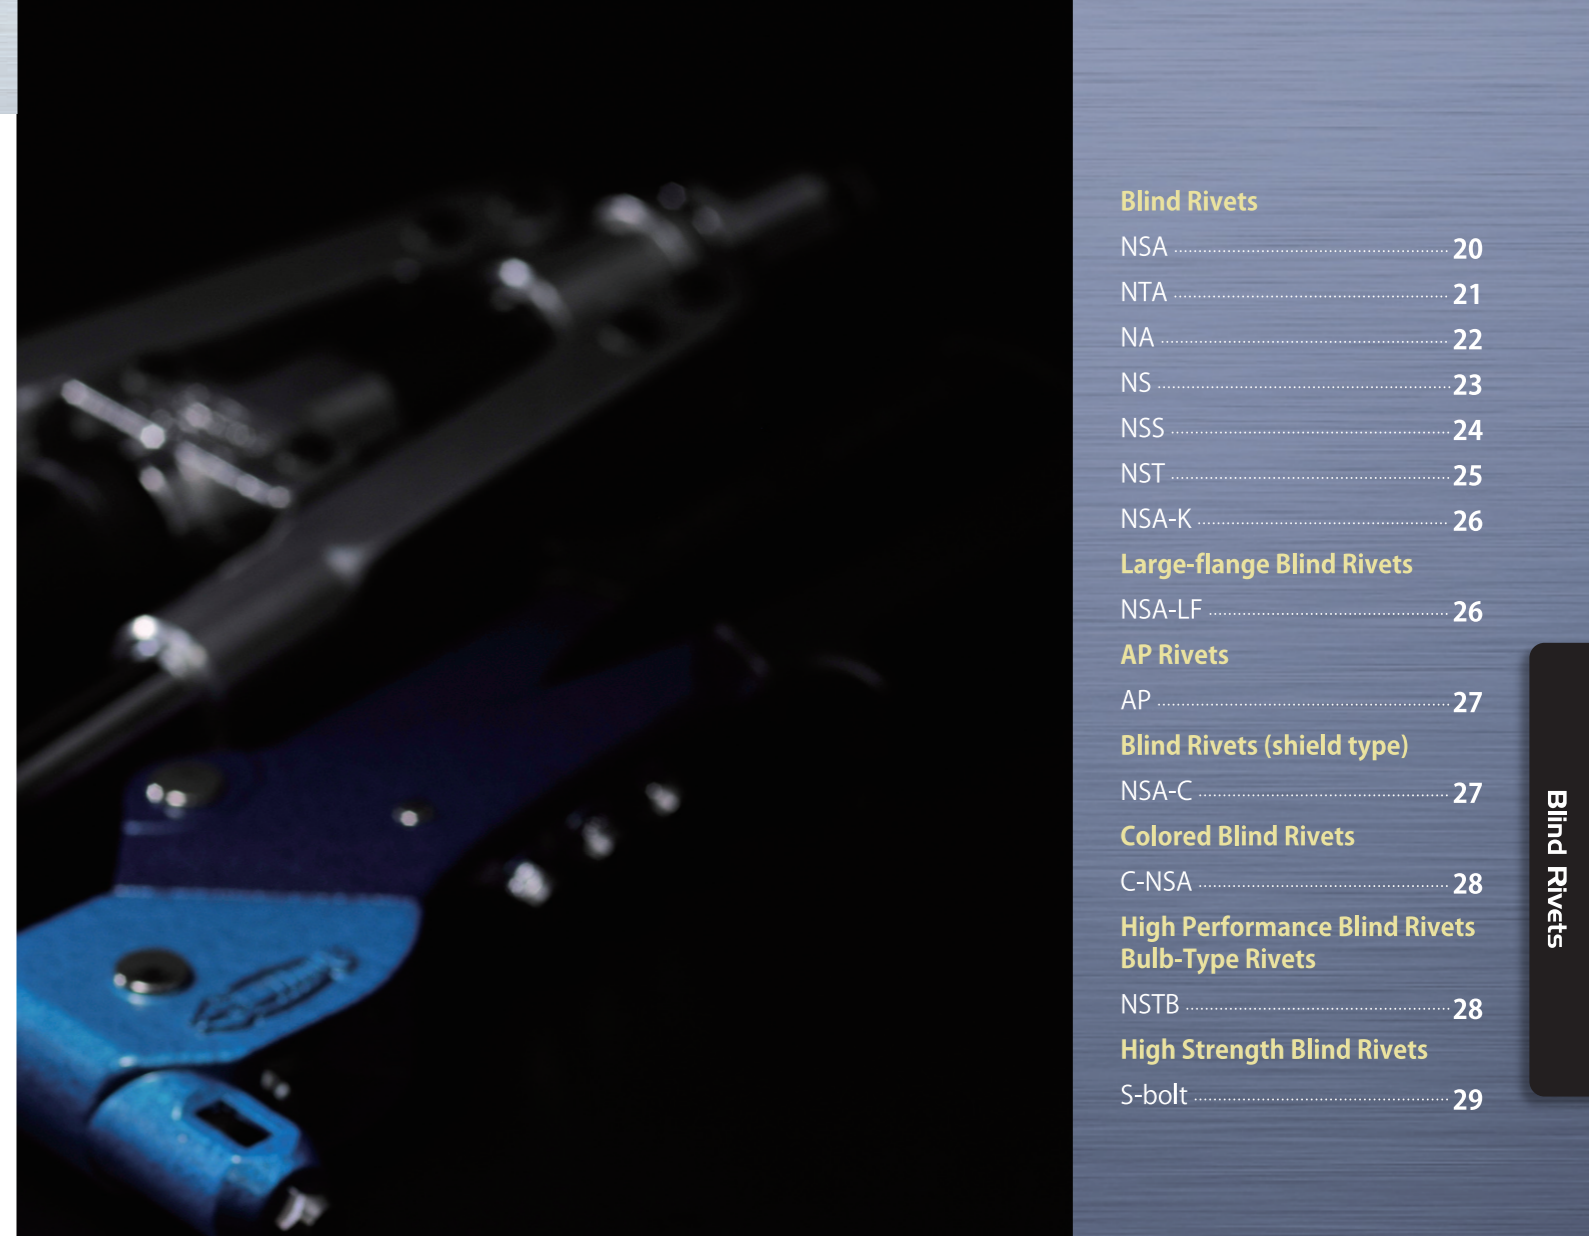 Blind Rivets
NSA 20
NTA 21
NA 22
NS 23
NSS 24
NST 25
NSA-K 26
Large-flange Blind Rivets
NSA-LF 26
AP Rivets
AP 27
Blind Rivets (shield type)
NSA-C 27
Colored Blind Rivets
C-NSA 28
High Performance Blind Rivets
Bulb-Type Rivets
NSTB 28
High Strength Blind Rivets
S-bolt 29
Blind Rivets